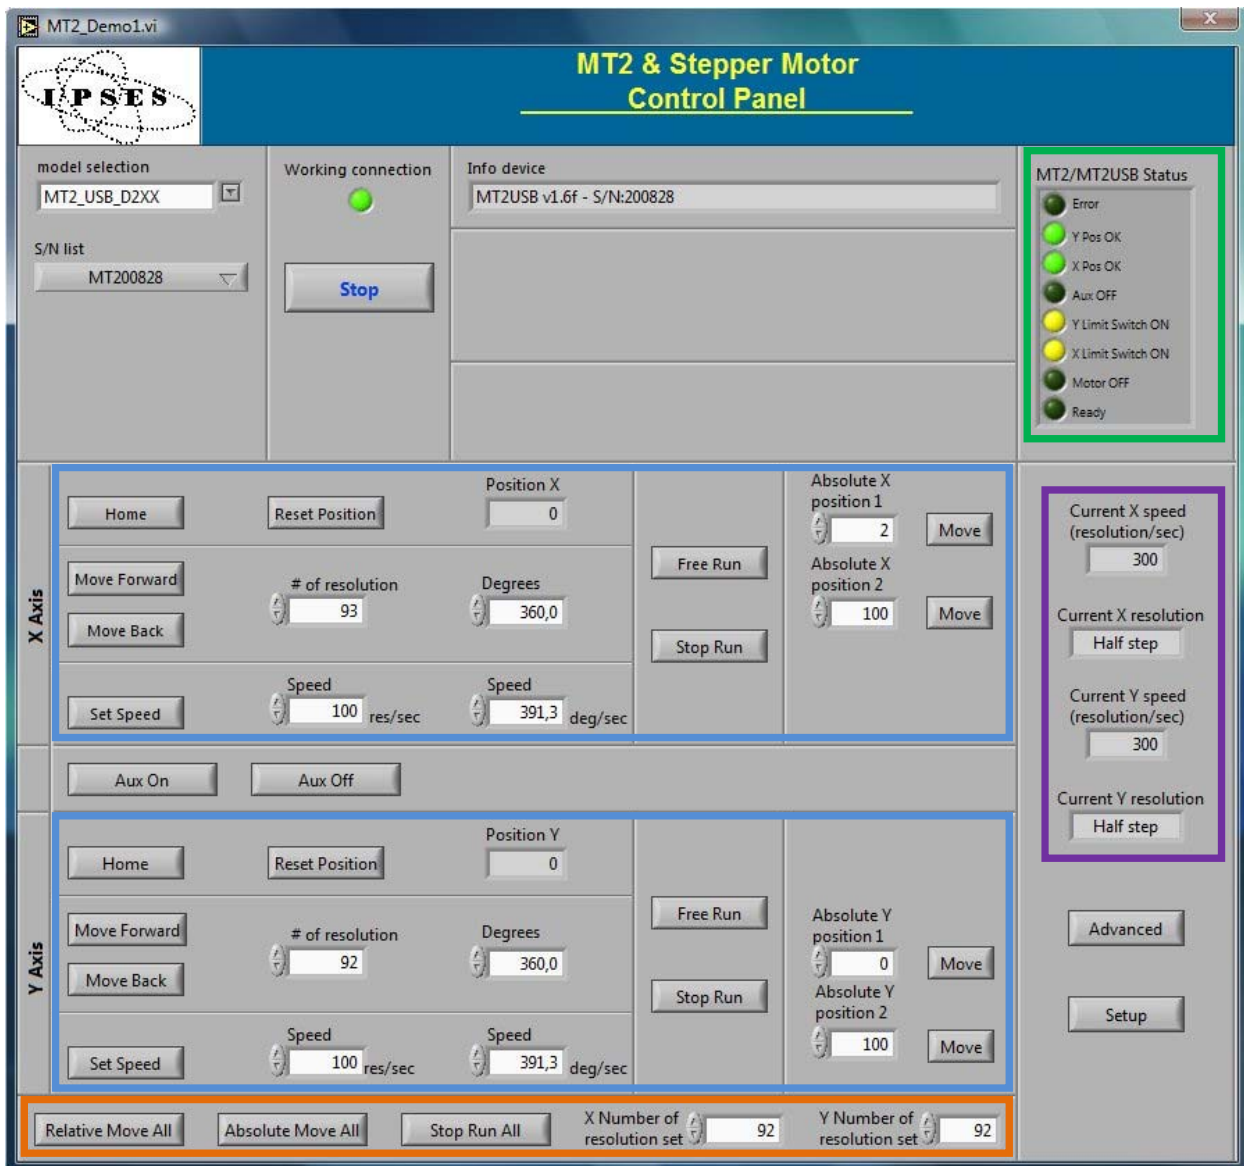 MT2_Demo1.vi
x
IPSES
MT2 & Stepper Motor
Control Panel
model selection
MT2_USB_D2XX
S/N list
MT200828
Working connection
Stop
Info device
MT2USB v1.6f - S/N:200828
MT2/MT2USB Status
Error
Y Pos OK
X Pos OK
Aux OFF
Y Limit Switch ON
X Limit Switch ON
Motor OFF
Ready
X Axis
Home
Reset Position
Position X
0
Move Forward
Move Back
# of resolution
93
Degrees
360,0
Set Speed
Speed
100 res/sec
Speed
391,3 deg/sec
Free Run
Stop Run
Absolute X
position 1
2
Move
Absolute X
position 2
100
Move
Current X speed
(resolution/sec)
300
Current X resolution
Half step
Current Y speed
(resolution/sec)
300
Current Y resolution
Half step
Aux On
Aux Off
Y Axis
Home
Reset Position
Position Y
0
Move Forward
Move Back
# of resolution
92
Degrees
360,0
Set Speed
Speed
100 res/sec
Speed
391,3 deg/sec
Free Run
Stop Run
Absolute Y
position 1
0
Move
Absolute Y
position 2
100
Move
Advanced
Setup
Relative Move All
Absolute Move All
Stop Run All
X Number of
resolution set
92
Y Number of
resolution set
92